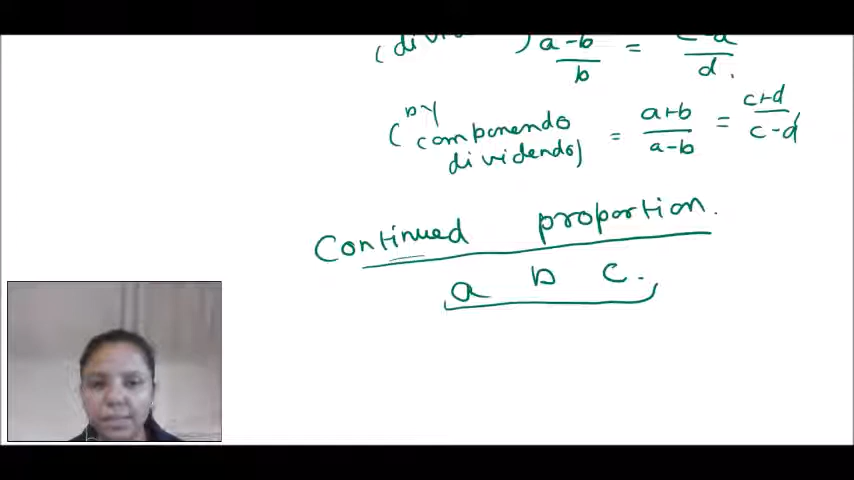 a-b = c-d
b d.
(by componendo dividendo) = a+b = c+d
a-b c-d
Continued proportion.
a b c.